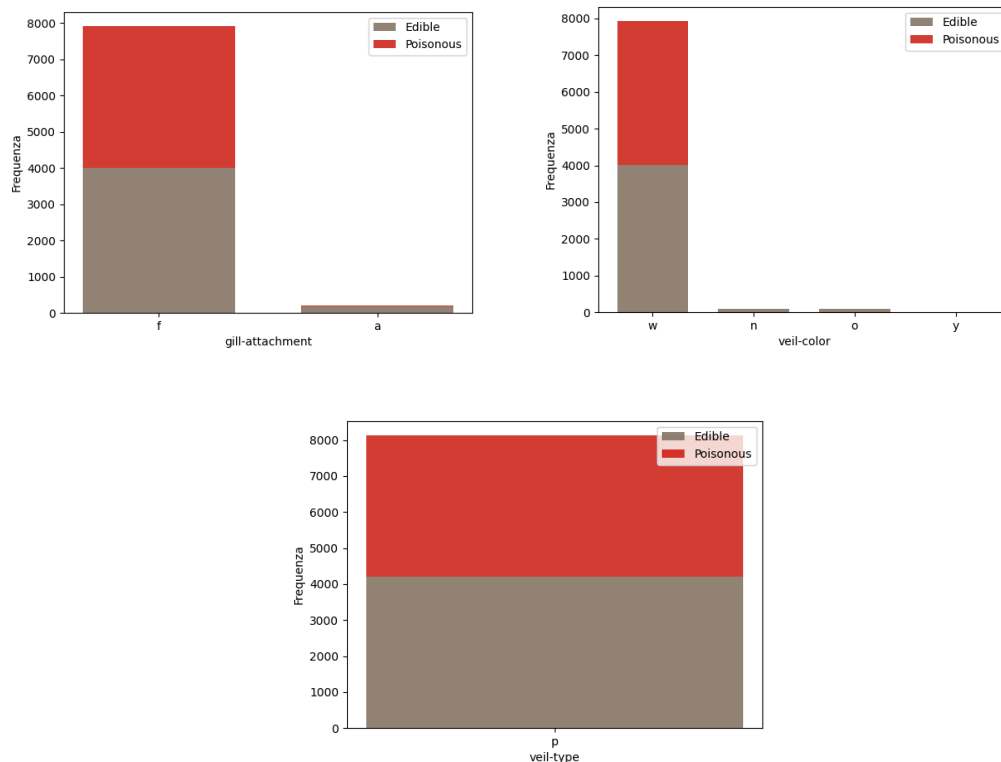 8000
7000
6000
5000
4000
3000
2000
1000
0
Frequenza
Edible
Poisonous
f a
gill-attachment
8000
7000
6000
5000
4000
3000
2000
1000
0
Frequenza
Edible
Poisonous
w n o y
veil-color
8000
7000
6000
5000
4000
3000
2000
1000
0
Frequenza
Edible
Poisonous
p
veil-type